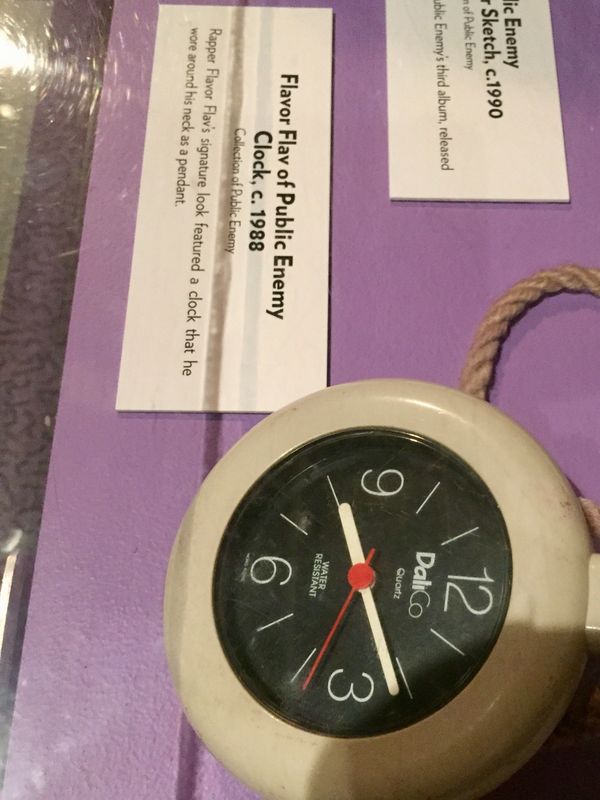 Flavor Flav of Public Enemy
Clock, c. 1988
Collection of Public Enemy
Rapper Flavor Flav's signature look featured a clock that he
wore around his neck as a pendant.
Enemy
Sketch, c.1990
of Public Enemy
Enemy's third album, released
12
DaliCo
Quartz
9
3
WATER
RESISTANT
6